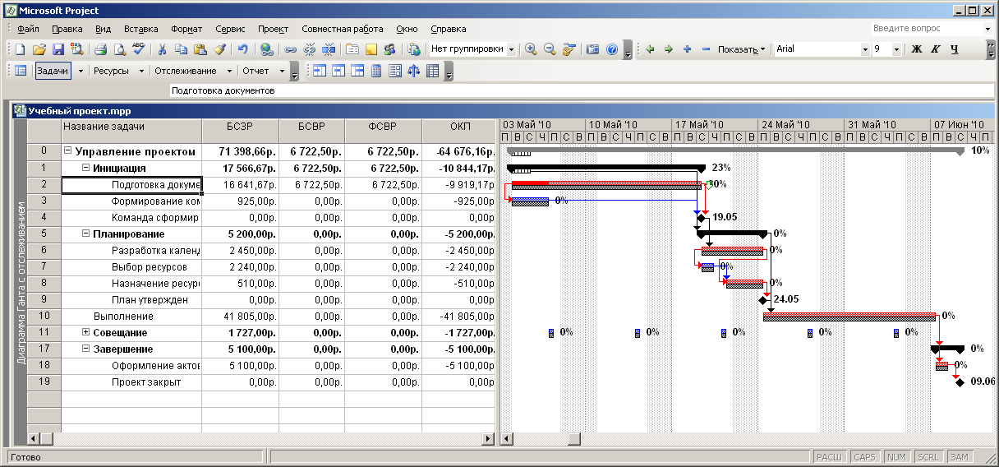 Microsoft Project
Файл Правка Вид Вставка Формат Сервис Проект Совместная работа Окно Справка Введите вопрос
Нет группировки Показать Arial 9 Ж К Ч
Задачи Ресурсы Отслеживание Отчет
Подготовка документов
Учебный проект.mpp
Название задачи БСЗР БСВР ФСВР ОКП 03 Май '10 10 Май '10 17 Май '10 24 Май '10 31 Май '10 07 Июн '10
П В С Ч П С В П В С Ч П С В П В С Ч П С В П В С Ч П С В П В С Ч П С В П В С Ч П
0 Управление проектом 71 398,66р. 6 722,50р. 6 722,50р. -64 676,16р. 10%
1 Инициация 17 566,67р. 6 722,50р. 6 722,50р. -10 844,17р. 23%
2 Подготовка докуме 16 641,67р. 6 722,50р. 6 722,50р. -9 919,17р 30%
3 Формирование ком 925,00р. 0,00р. 0,00р. -925,00р. 0%
4 Команда сформир 0,00р. 0,00р. 0,00р. 0,00р 19.05
5 Планирование 5 200,00р. 0,00р. 0,00р. -5 200,00р. 0%
6 Разработка календ 2 450,00р. 0,00р. 0,00р. -2 450,00р 0%
7 Выбор ресурсов 2 240,00р. 0,00р. 0,00р. -2 240,00р 0%
8 Назначение ресур 510,00р. 0,00р. 0,00р. -510,00р 0%
9 План утвержден 0,00р. 0,00р. 0,00р. 0,00р 24.05
10 Выполнение 41 805,00р. 0,00р. 0,00р. -41 805,00р 0%
11 Совещание 1 727,00р. 0,00р. 0,00р. -1 727,00р. 0% 0% 0% 0% 0%
17 Завершение 5 100,00р. 0,00р. 0,00р. -5 100,00р. 0%
18 Оформление актов 5 100,00р. 0,00р. 0,00р. -5 100,00р 0%
19 Проект закрыт 0,00р. 0,00р. 0,00р. 0,00р 09.06
Диаграмма Ганта с отслеживанием
Готово РАСШ CAPS NUM SCRL ЗАМ